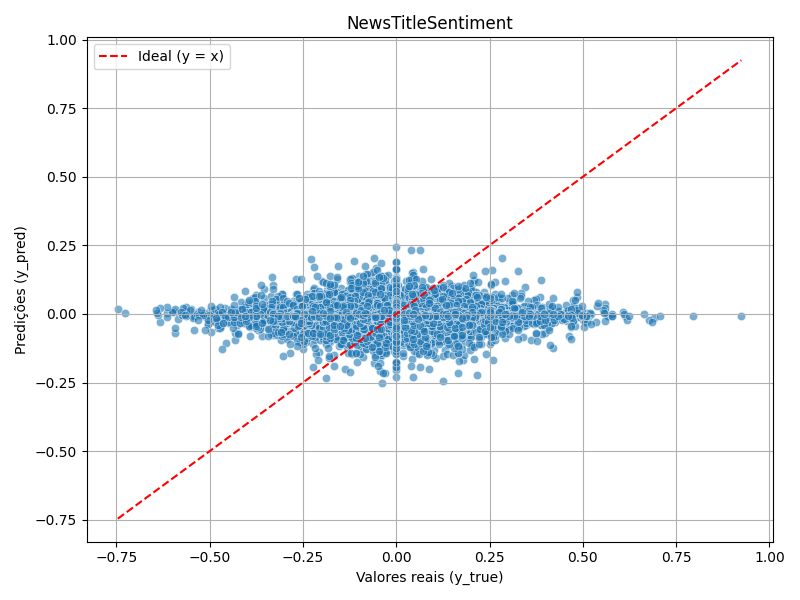 NewsTitleSentiment
Ideal (y = x)
1.00
0.75
0.50
0.25
0.00
−0.25
−0.50
−0.75
Predições (y_pred)
−0.75 −0.50 −0.25 0.00 0.25 0.50 0.75 1.00
Valores reais (y_true)